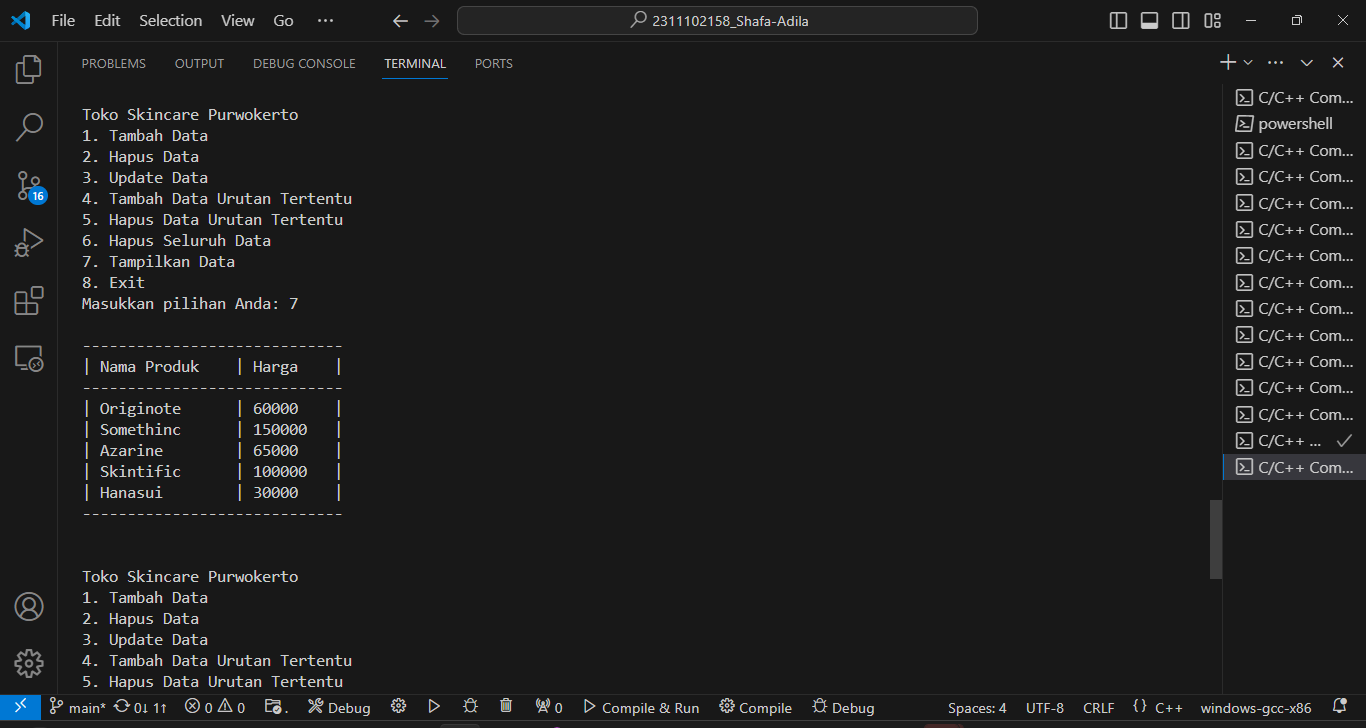 File Edit Selection View Go ... 2311102158_Shafa-Adila
PROBLEMS OUTPUT DEBUG CONSOLE TERMINAL PORTS
Toko Skincare Purwokerto
1. Tambah Data
2. Hapus Data
3. Update Data
4. Tambah Data Urutan Tertentu
5. Hapus Data Urutan Tertentu
6. Hapus Seluruh Data
7. Tampilkan Data
8. Exit
Masukkan pilihan Anda: 7
-----------------------------
| Nama Produk | Harga |
-----------------------------
| Originote | 60000 |
| Somethinc | 150000 |
| Azarine | 65000 |
| Skintific | 100000 |
| Hanasui | 30000 |
-----------------------------
Toko Skincare Purwokerto
1. Tambah Data
2. Hapus Data
3. Update Data
4. Tambah Data Urutan Tertentu
5. Hapus Data Urutan Tertentu
C/C++ Com...
powershell
C/C++ Com...
C/C++ Com...
C/C++ Com...
C/C++ Com...
C/C++ Com...
C/C++ Com...
C/C++ Com...
C/C++ Com...
C/C++ Com...
C/C++ Com...
C/C++ Com...
C/C++ ...
C/C++ Com...
16
main* 0↓ 1↑ 0 0 . Debug 0 Compile & Run Compile Debug Spaces: 4 UTF-8 CRLF {} C++ windows-gcc-x86